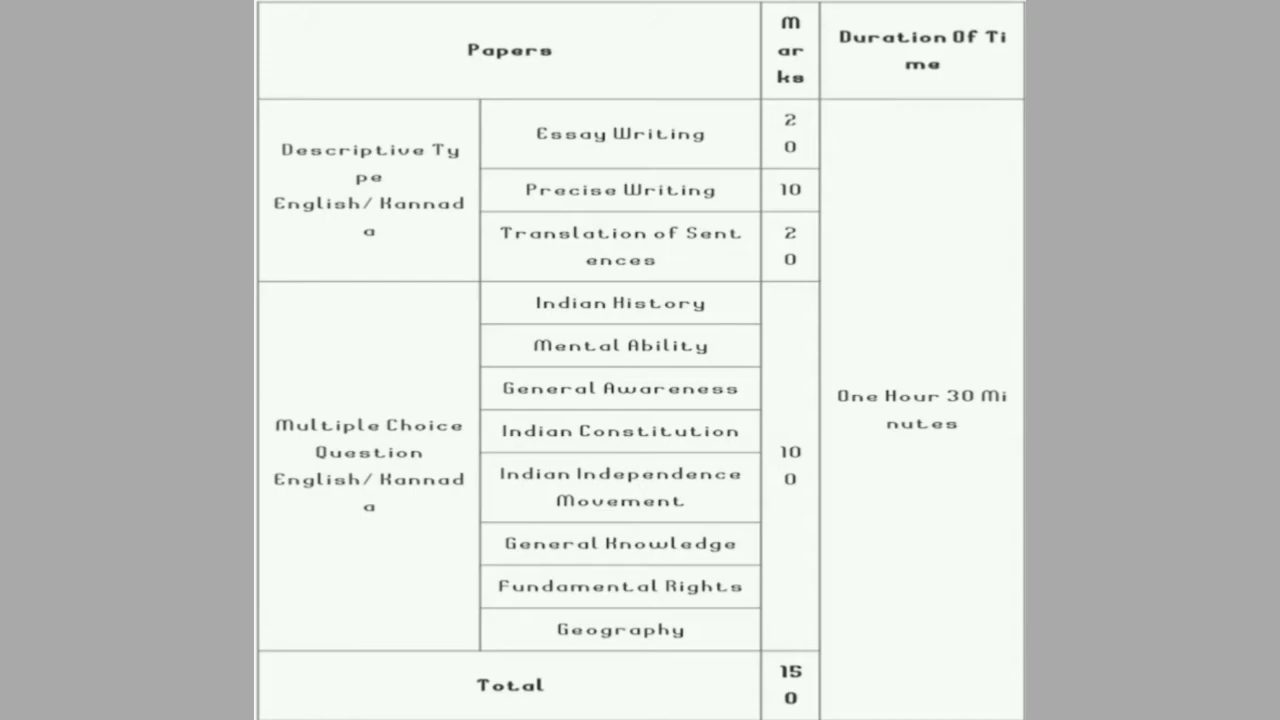 Papers
M
ar
ks
Duration Of Ti
me
Descriptive Ty
pe
English/ Kannad
a
Essay Writing
2
0
Precise Writing
10
Translation of Sent
ences
2
0
Multiple Choice
Question
English/ Kannad
a
Indian History
Mental Ability
General Awareness
Indian Constitution
Indian Independence
Movement
General Knowledge
Fundamental Rights
Geography
10
0
One Hour 30 Mi
nutes
Total
15
0